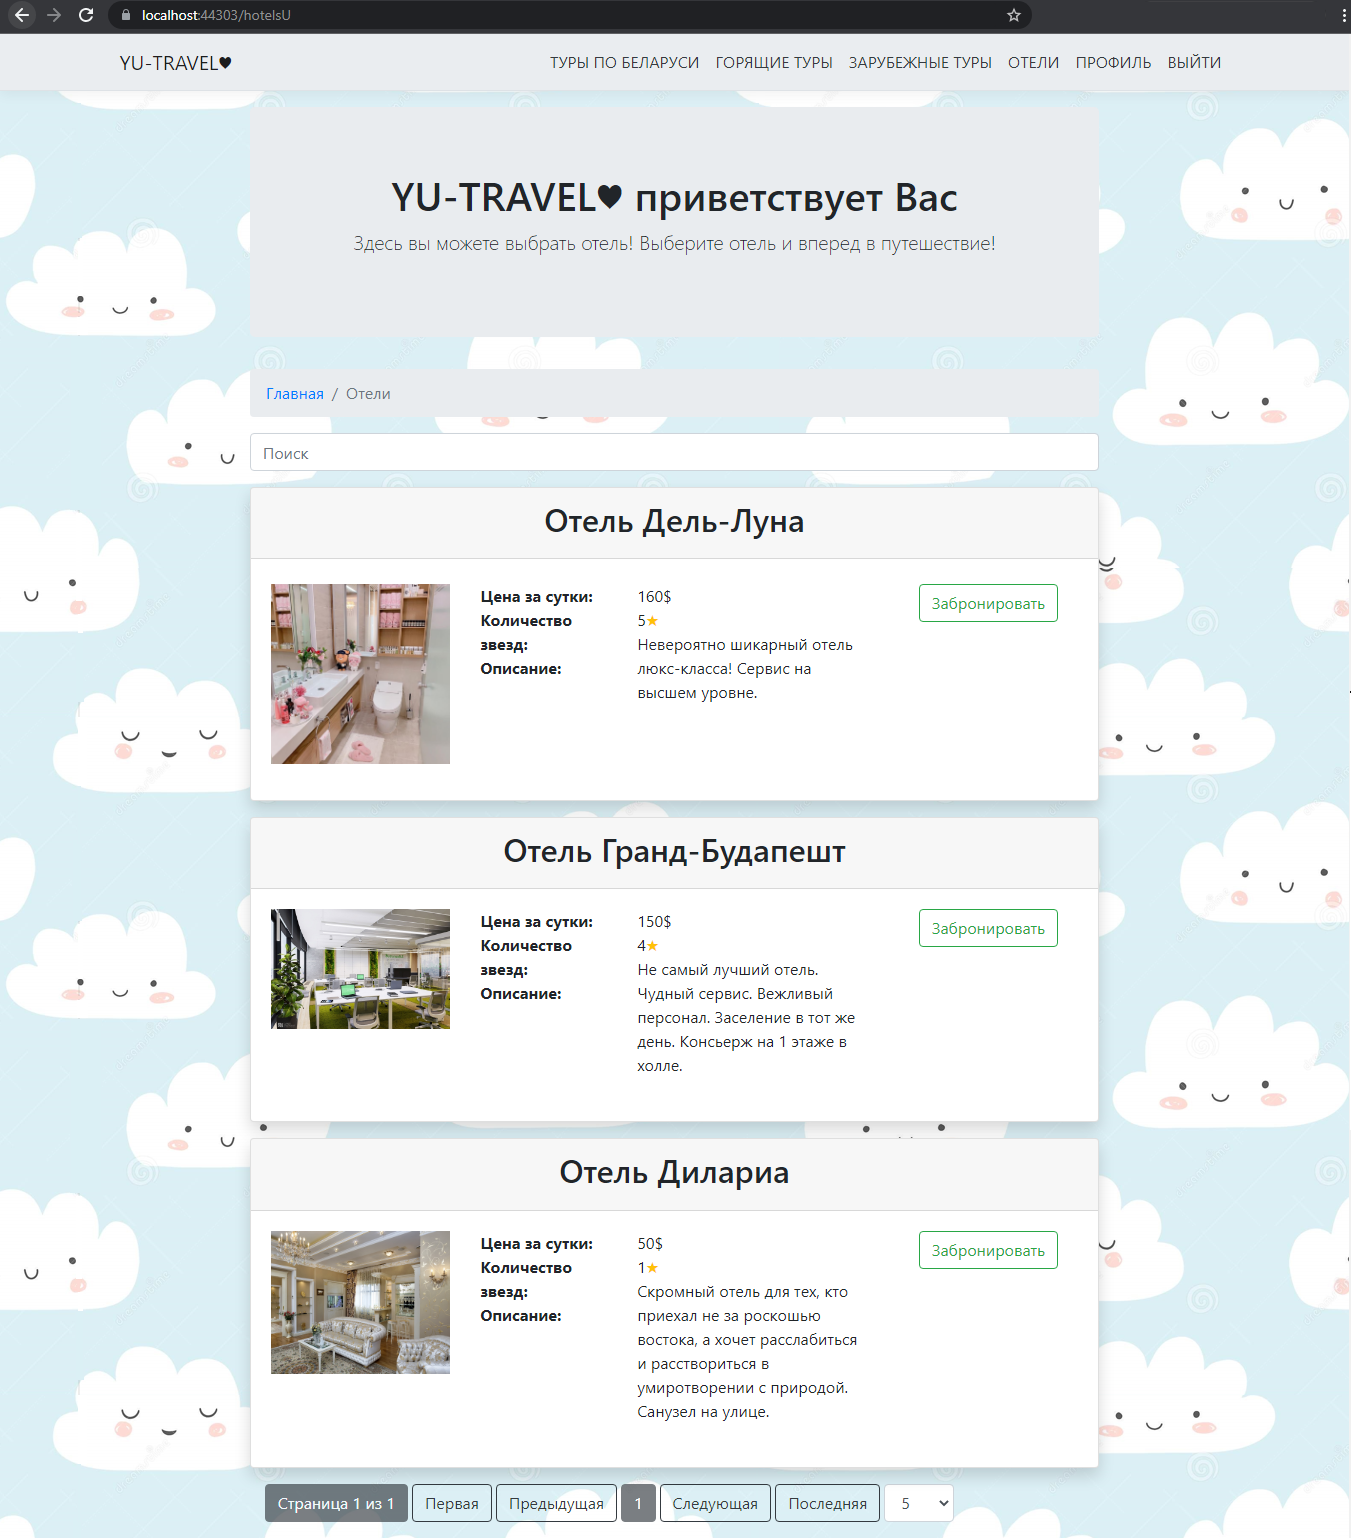 localhost:44303/hotelsU
YU-TRAVEL♥
ТУРЫ ПО БЕЛАРУСИ ГОРЯЩИЕ ТУРЫ ЗАРУБЕЖНЫЕ ТУРЫ ОТЕЛИ ПРОФИЛЬ ВЫЙТИ
YU-TRAVEL♥ приветствует Вас
Здесь вы можете выбрать отель! Выберите отель и вперед в путешествие!
Главная / Отели
Поиск
Отель Дель-Луна
Цена за сутки: 160$
Количество звезд: 5★
Описание: Невероятно шикарный отель
люкс-класса! Сервис на
высшем уровне.
Забронировать
Отель Гранд-Будапешт
Цена за сутки: 150$
Количество звезд: 4★
Описание: Не самый лучший отель.
Чудный сервис. Вежливый
персонал. Заселение в тот же
день. Консьерж на 1 этаже в
холле.
Забронировать
Отель Дилариа
Цена за сутки: 50$
Количество звезд: 1★
Описание: Скромный отель для тех, кто
приехал не за роскошью
востока, а хочет расслабиться
и расствориться в
умиротворении с природой.
Санузел на улице.
Забронировать
Страница 1 из 1 Первая Предыдущая 1 Следующая Последняя 5